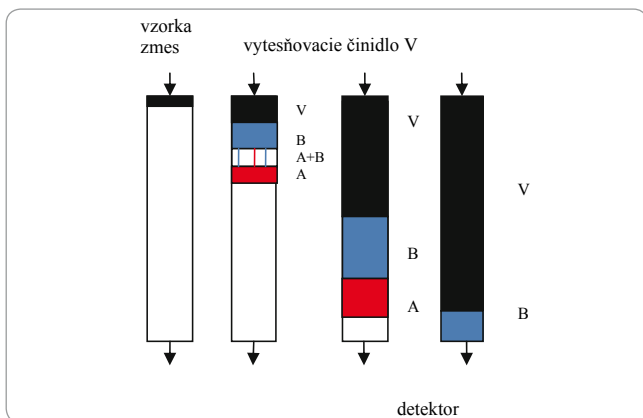 vzorka
zmes
vytesňovacie činidlo V
V
B
A+B
A
V
B
A
V
B
detektor